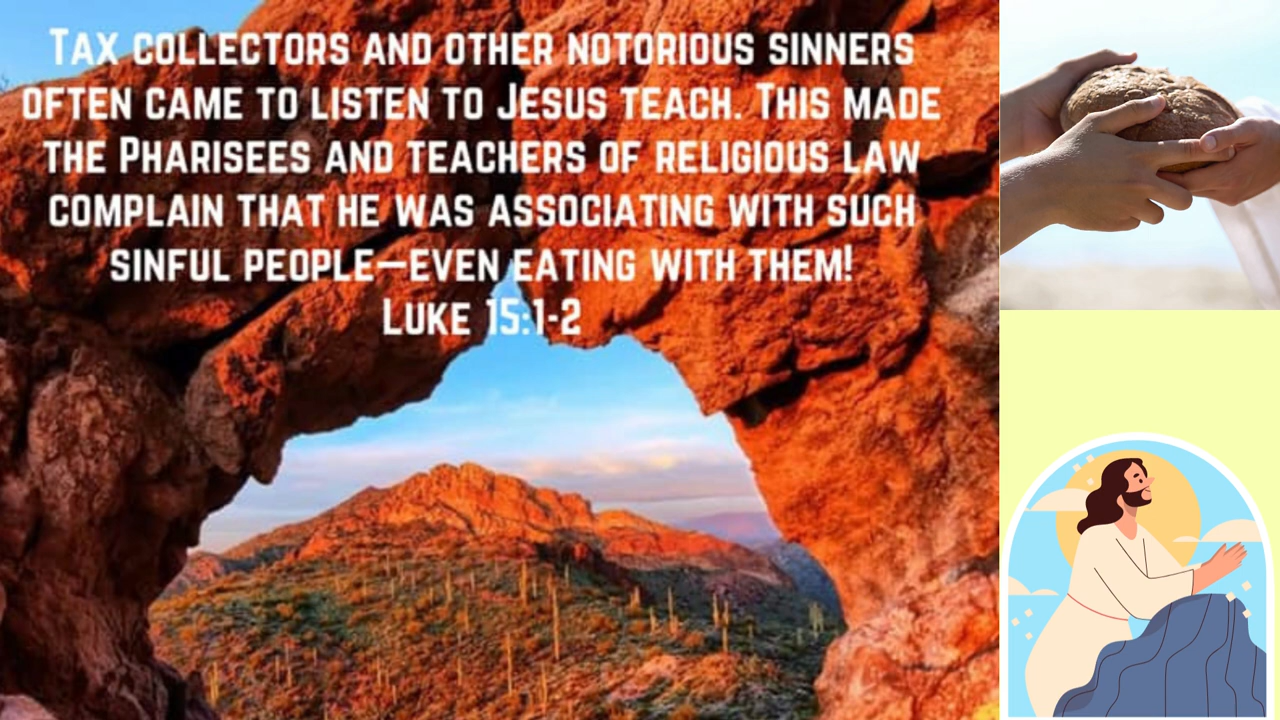 Tax collectors and other notorious sinners
often came to listen to Jesus teach. This made
the Pharisees and teachers of religious law
complain that he was associating with such
sinful people—even eating with them!
Luke 15:1-2